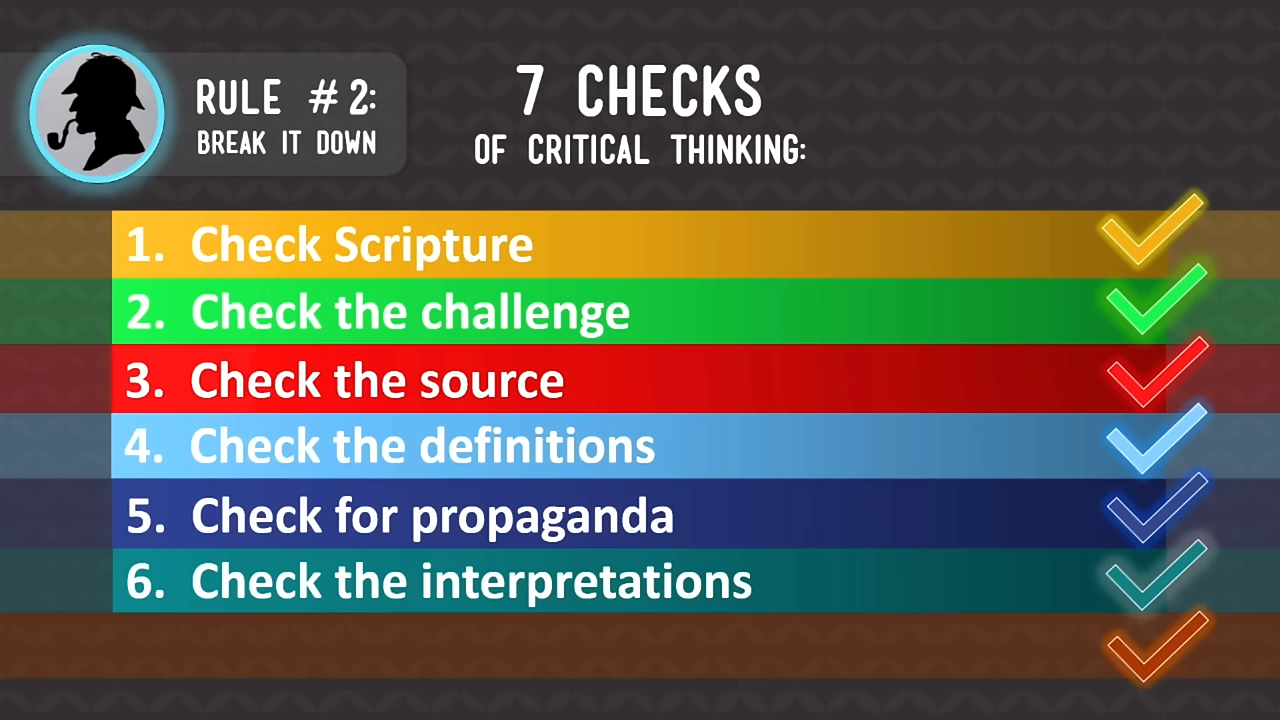 RULE #2:
BREAK IT DOWN
7 CHECKS
OF CRITICAL THINKING:
1. Check Scripture
2. Check the challenge
3. Check the source
4. Check the definitions
5. Check for propaganda
6. Check the interpretations